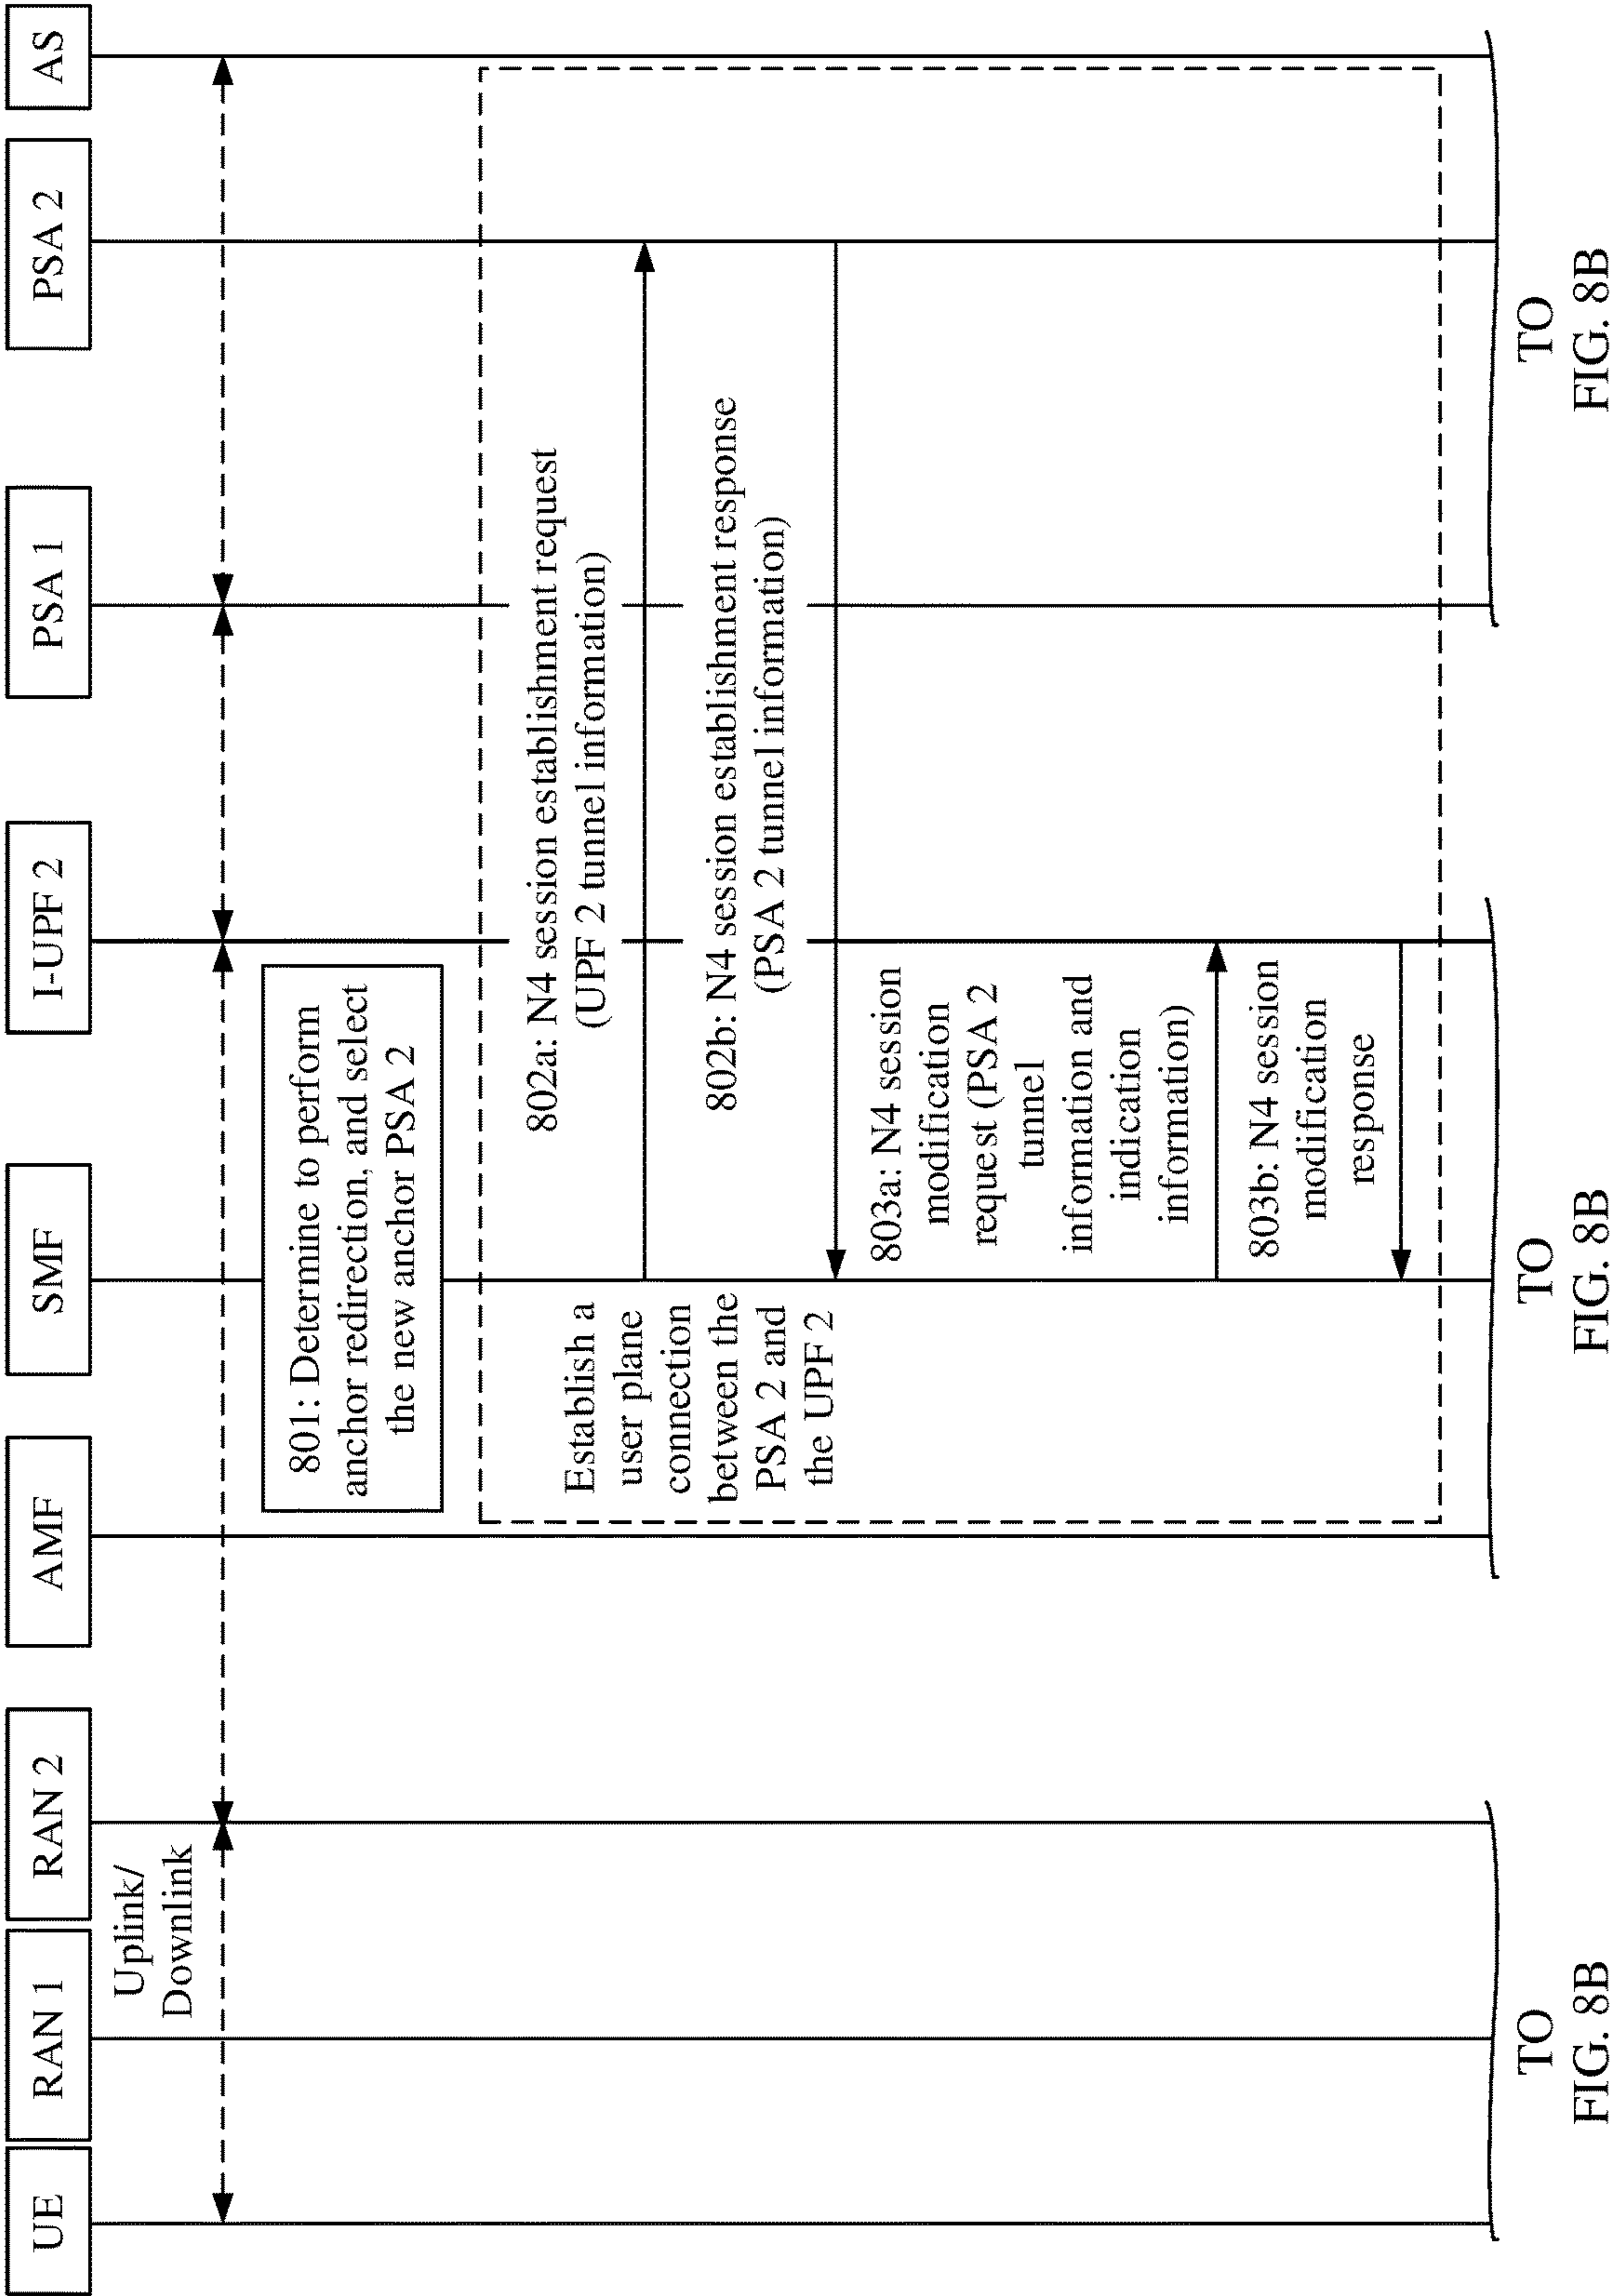 UE
RAN 1
RAN 2
AMF
SMF
I-UPF 2
PSA 1
PSA 2
AS
Uplink/
Downlink
801: Determine to perform
anchor redirection, and select
the new anchor PSA 2
Establish a
user plane
connection
between the
PSA 2 and
the UPF 2
802a: N4 session establishment request
(UPF 2 tunnel information)
802b: N4 session establishment response
(PSA 2 tunnel information)
803a: N4 session
modification
request (PSA 2
tunnel
information and
indication
information)
803b: N4 session
modification
response
TO
FIG. 8B
TO
FIG. 8B
TO
FIG. 8B